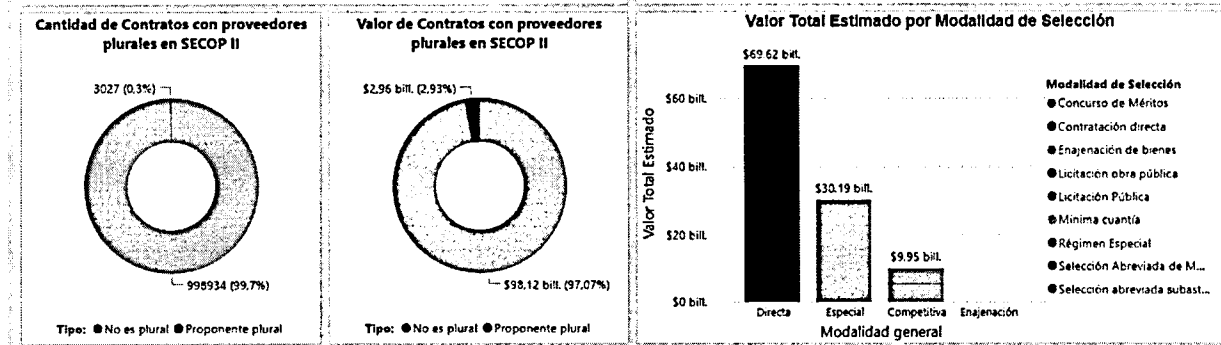 Cantidad de Contratos con proveedores
plurales en SECOP II
3027 (0.3%)
998934 (99,7%)
Tipo: No es plural Proponente plural
Valor de Contratos con proveedores
plurales en SECOP II
$2,96 bill. (2,93%)
$98,12 bill. (97,07%)
Tipo: No es plural Proponente plural
Valor Total Estimado por Modalidad de Selección
Valor Total Estimado
$60 bill.
$40 bill.
$20 bill.
$0 bill.
$69.62 bill.
$30.19 bill.
$9.95 bill.
Directa Especial Competitiva Enajenación
Modalidad general
Modalidad de Selección
Concurso de Méritos
Contratación directa
Enajenación de bienes
Licitación obra pública
Licitación Pública
Mínima cuantía
Régimen Especial
Selección Abreviada de M...
Selección abreviada subast...